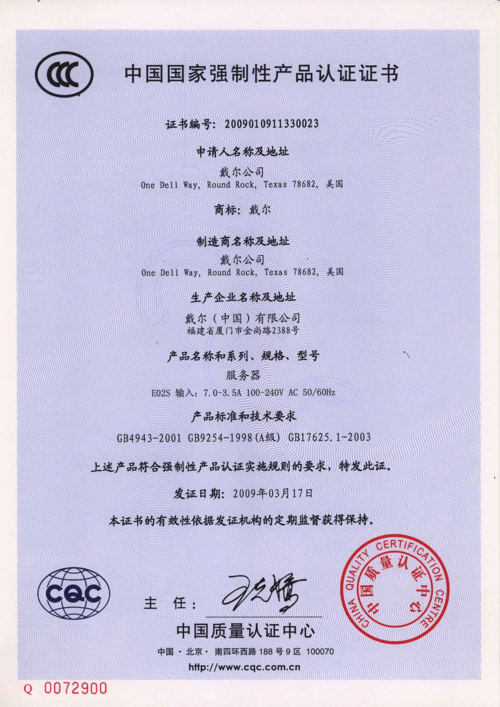 中国国家强制性产品认证证书
证书编号：2009010911330023
申请人名称及地址
戴尔公司
One Dell Way, Round Rock, Texas 78682, 美国
商标：戴尔
制造商名称及地址
戴尔公司
One Dell Way, Round Rock, Texas 78682, 美国
生产企业名称及地址
戴尔（中国）有限公司
福建省厦门市金尚路2388号
产品名称和系列、规格、型号
服务器
E02S 输入：7.0-3.5A 100-240V AC 50/60Hz
产品标准和技术要求
GB4943-2001 GB9254-1998(A级) GB17625.1-2003
上述产品符合强制性产品认证实施规则的要求，特发此证。
发证日期：2009年03月17日
本证书的有效性依据发证机构的定期监督获得保持。
CHINA QUALITY CERTIFICATION CENTRE
中国质量认证中心
CQC
主任：
中国质量认证中心
中国·北京·南四环西路188号9区 100070
http://www.cqc.com.cn
Q 0072900